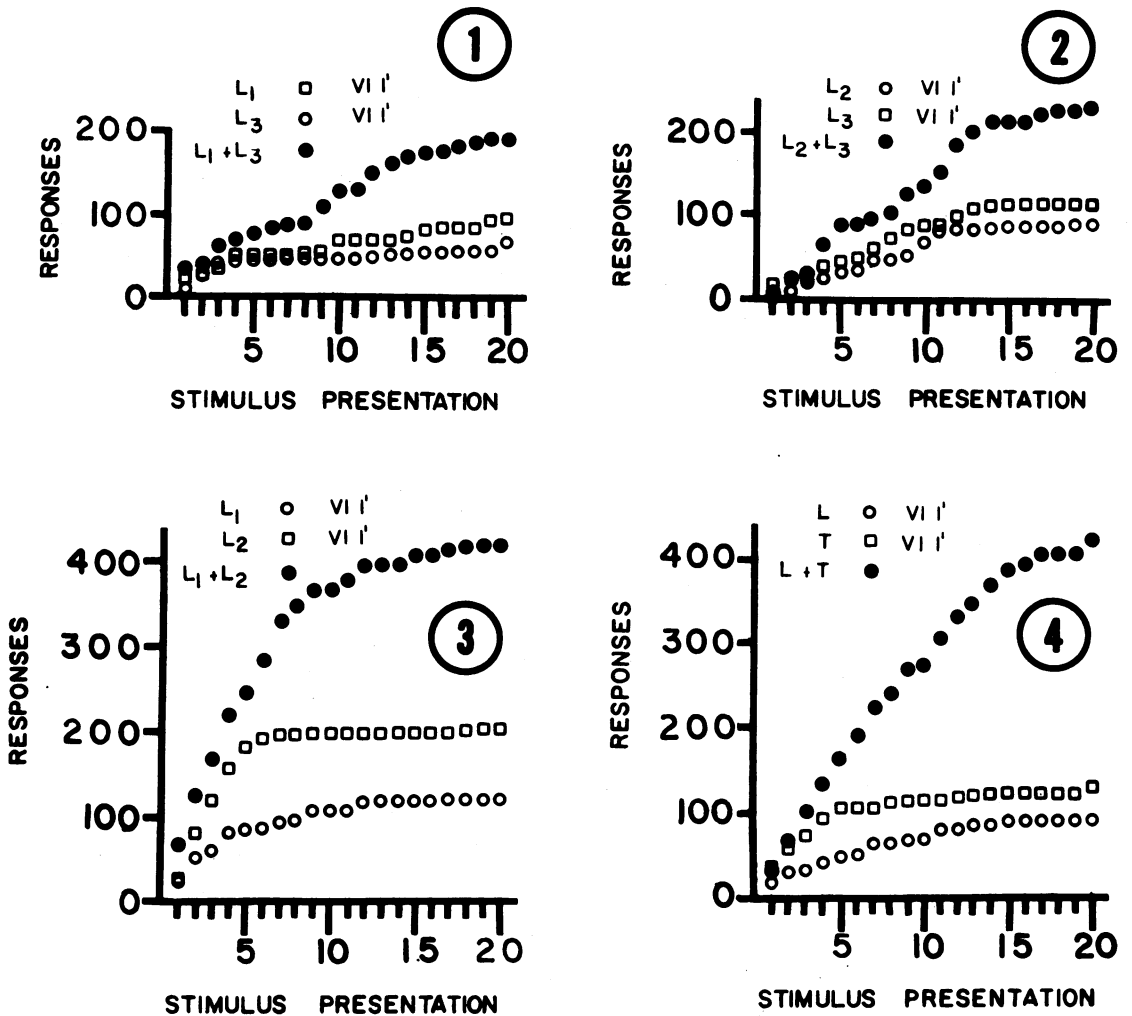 1
L1 □ VI 1'
L3 ○ VI 1'
L1+L3 ●
RESPONSES
200
100
0
5 10 15 20
STIMULUS PRESENTATION
2
L2 ○ VI 1'
L3 □ VI 1'
L2+L3 ●
RESPONSES
200
100
0
5 10 15 20
STIMULUS PRESENTATION
3
L1 ○ VI 1'
L2 □ VI 1'
L1+L2 ●
RESPONSES
400
300
200
100
0
5 10 15 20
STIMULUS PRESENTATION
4
L ○ VI 1'
T □ VI 1'
L+T ●
RESPONSES
400
300
200
100
0
5 10 15 20
STIMULUS PRESENTATION